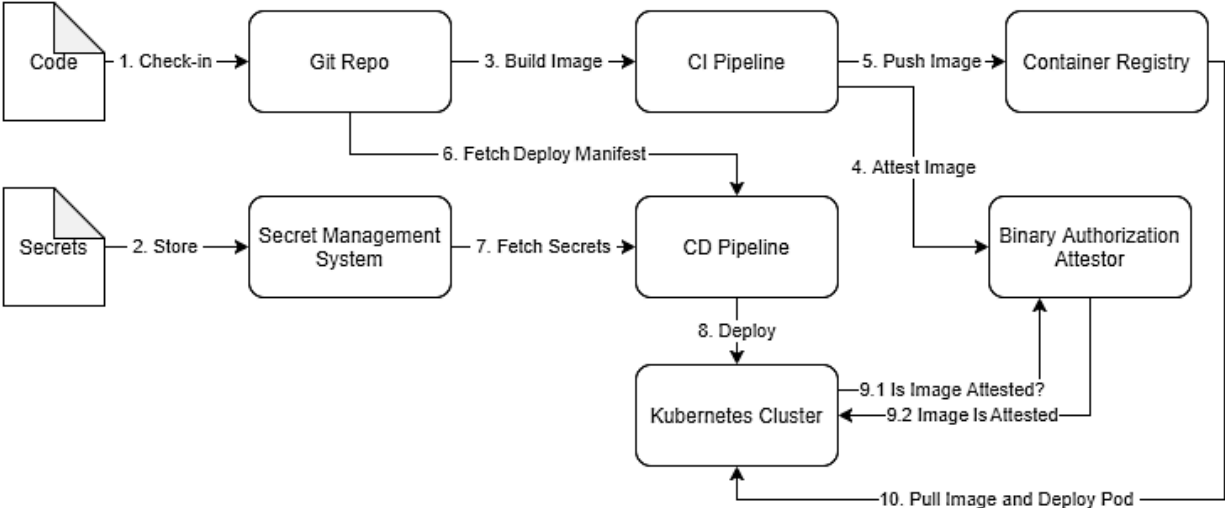 Code
1. Check-in
Git Repo
3. Build Image
CI Pipeline
5. Push Image
Container Registry
6. Fetch Deploy Manifest
4. Attest Image
Secrets
2. Store
Secret Management
System
7. Fetch Secrets
CD Pipeline
Binary Authorization
Attestor
8. Deploy
Kubernetes Cluster
9.1 Is Image Attested?
9.2 Image Is Attested
10. Pull Image and Deploy Pod